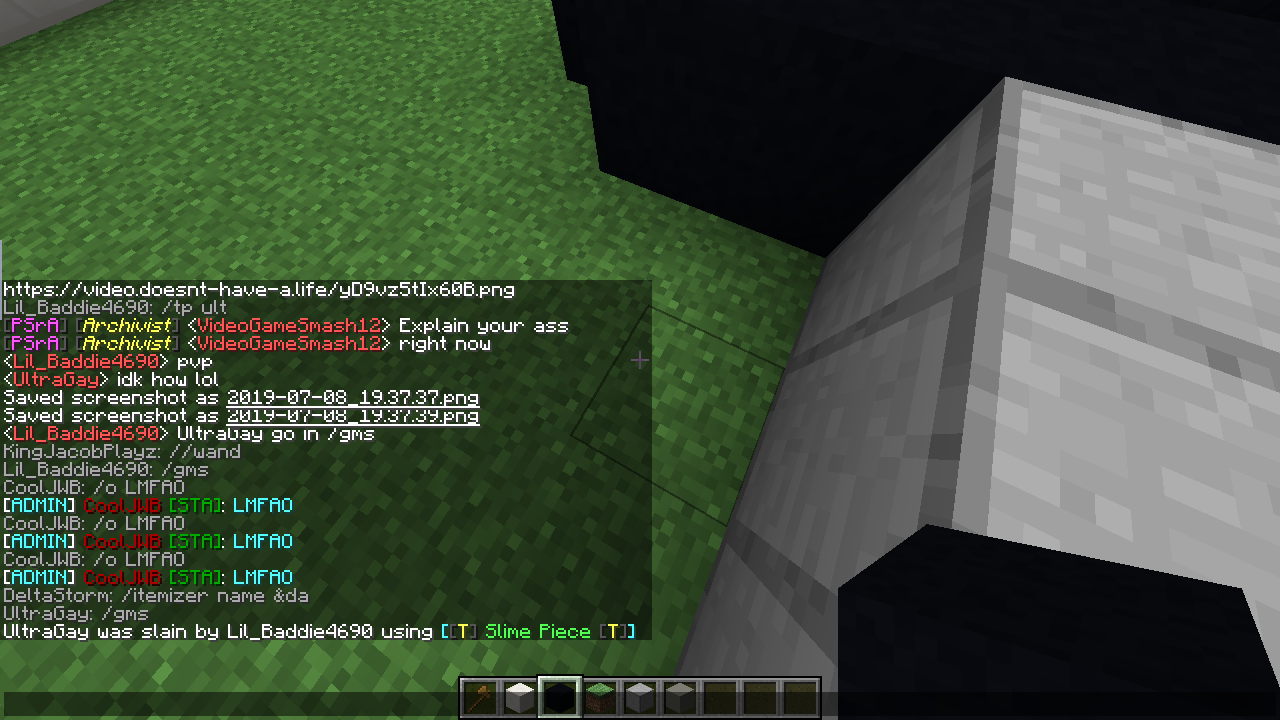 https://video.doesnt-have-a.life/yD9vz5tIx60B.png
Lil_Baddie4690: /tp ult
[PSrA] [Archivist] <VideoGameSmash12> Explain your ass
[PSrA] [Archivist] <VideoGameSmash12> right now
<Lil_Baddie4690> pvp
<UltraGay> idk how lol
Saved screenshot as 2019-07-08_19.37.37.png
Saved screenshot as 2019-07-08_19.37.39.png
<Lil_Baddie4690> UltraGay go in /gms
KingJacobPlayz: //wand
Lil_Baddie4690: /gms
CoolJWB: /o LMFAO
[ADMIN] CoolJWB [STA]: LMFAO
CoolJWB: /o LMFAO
[ADMIN] CoolJWB [STA]: LMFAO
CoolJWB: /o LMFAO
[ADMIN] CoolJWB [STA]: LMFAO
DeltaStorm: /itemizer name &da
UltraGay: /gms
UltraGay was slain by Lil_Baddie4690 using [[T] Slime Piece [T]]